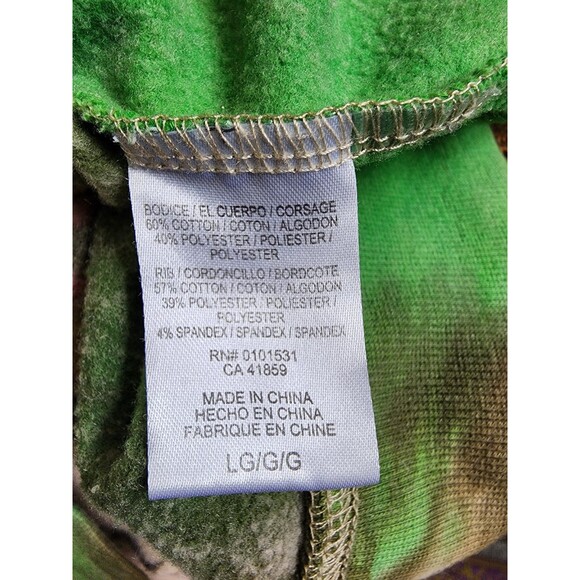 BODICE / EL CUERPO / CORSAGE
60% COTTON / COTON / ALGODON
40% POLYESTER / POLIESTER /
POLYESTER
RIB / CORDONCILLO / BORDCOTE
57% COTTON / COTON / ALGODON
39% POLYESTER / POLIESTER /
POLYESTER
4% SPANDEX / SPANDEX / SPANDEX
RN# 0101531
CA 41859
MADE IN CHINA
HECHO EN CHINA
FABRIQUE EN CHINE
LG/G/G